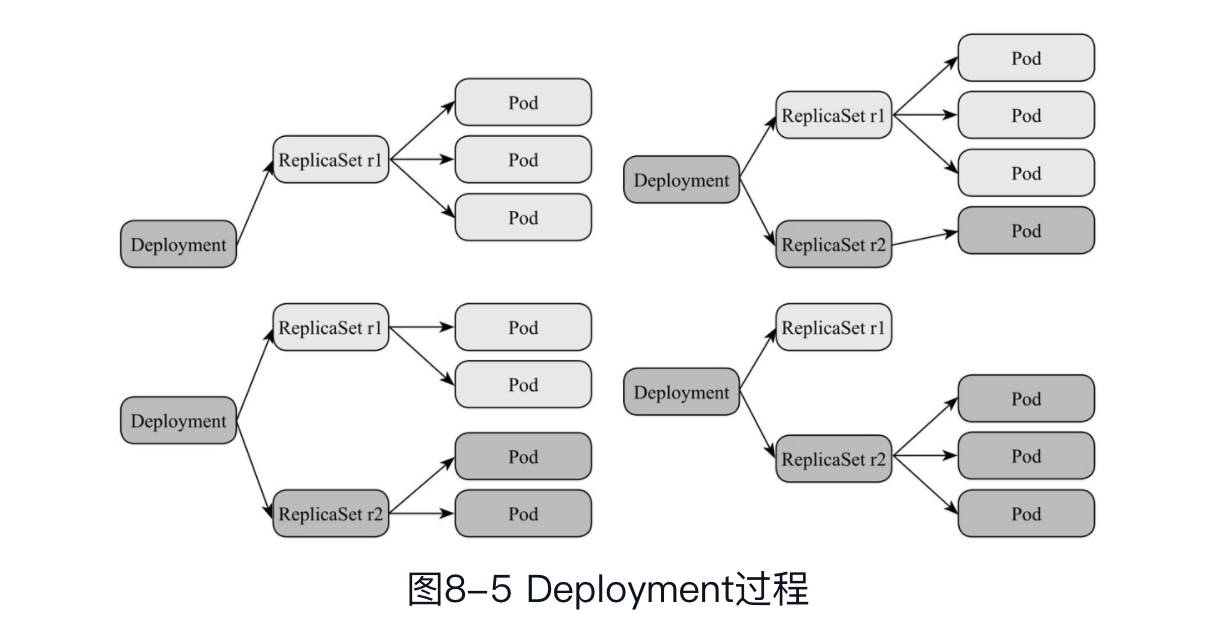 Deployment
ReplicaSet r1
Pod
Pod
Pod
Deployment
ReplicaSet r1
Pod
Pod
Pod
ReplicaSet r2
Pod
Deployment
ReplicaSet r1
Pod
Pod
ReplicaSet r2
Pod
Pod
Deployment
ReplicaSet r1
ReplicaSet r2
Pod
Pod
Pod
图8–5 Deployment过程